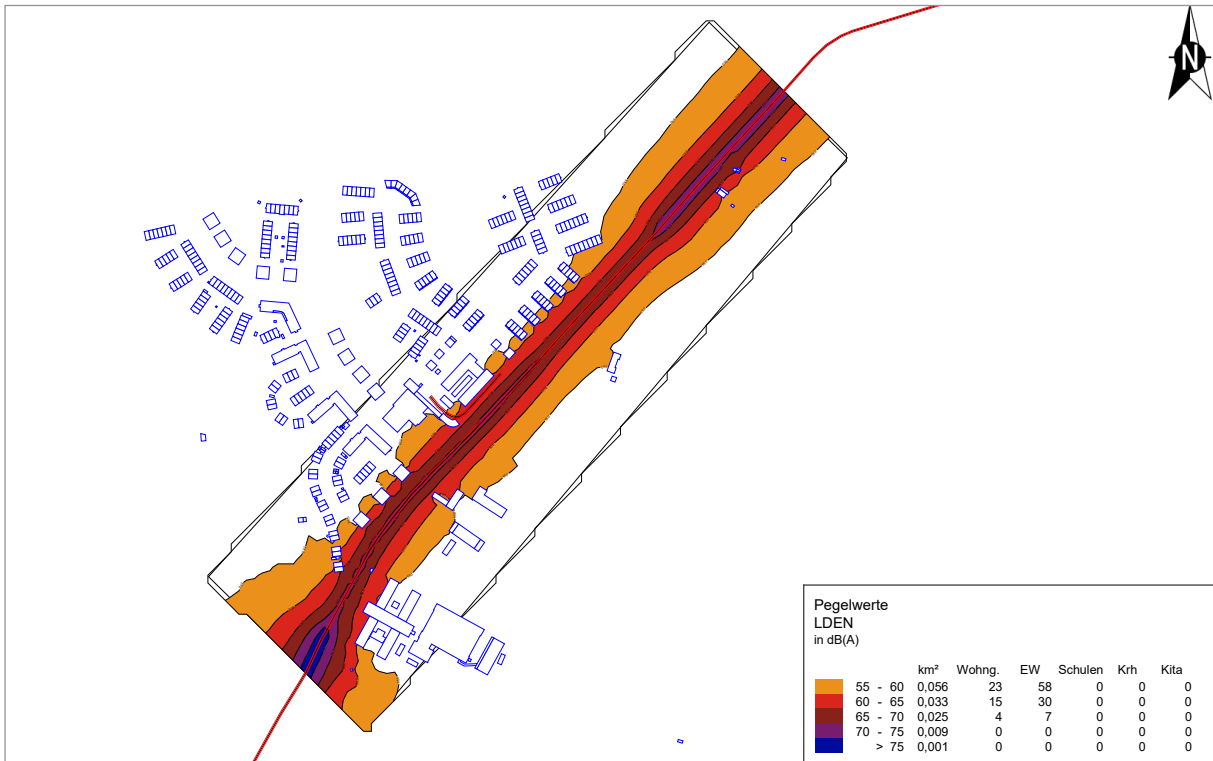 N
Pegelwerte
LDEN
in dB(A)
km² Wohng. EW Schulen Krh Kita
55 - 60 0,056 23 58 0 0 0
60 - 65 0,033 15 30 0 0 0
65 - 70 0,025 4 7 0 0 0
70 - 75 0,009 0 0 0 0 0
> 75 0,001 0 0 0 0 0